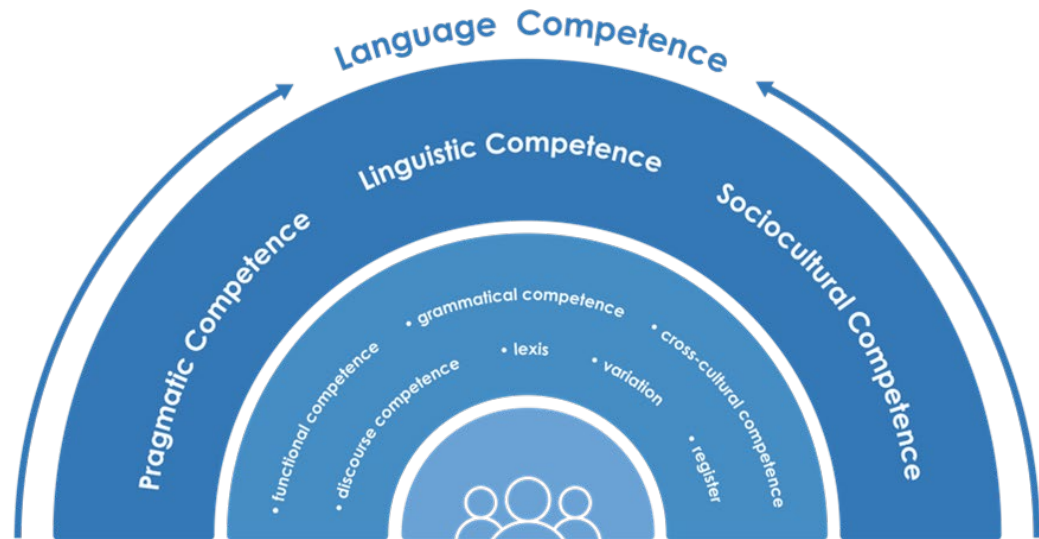 Language Competence
Pragmatic Competence
Linguistic Competence
Sociocultural Competence
• functional competence
• discourse competence
• grammatical competence
• lexis
• cross-cultural competence
• variation
• register